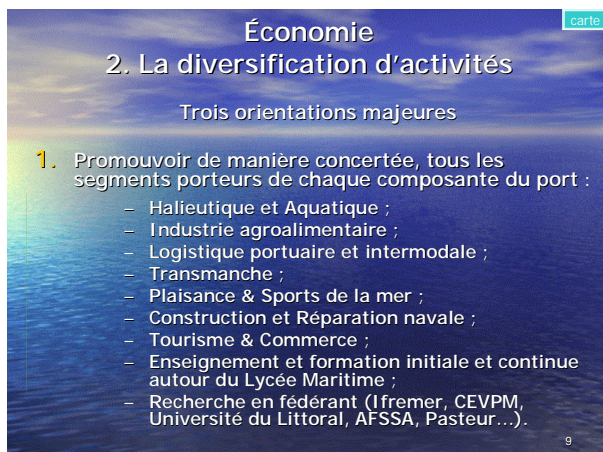 carte
Économie
2. La diversification d'activités
Trois orientations majeures
1. Promouvoir de manière concertée, tous les
segments porteurs de chaque composante du port :
– Halieutique et Aquatique ;
– Industrie agroalimentaire ;
– Logistique portuaire et intermodale ;
– Transmanche ;
– Plaisance & Sports de la mer ;
– Construction et Réparation navale ;
– Tourisme & Commerce ;
– Enseignement et formation initiale et continue
autour du Lycée Maritime ;
– Recherche en fédérant (Ifremer, CEVPM,
Université du Littoral, AFSSA, Pasteur…).
9